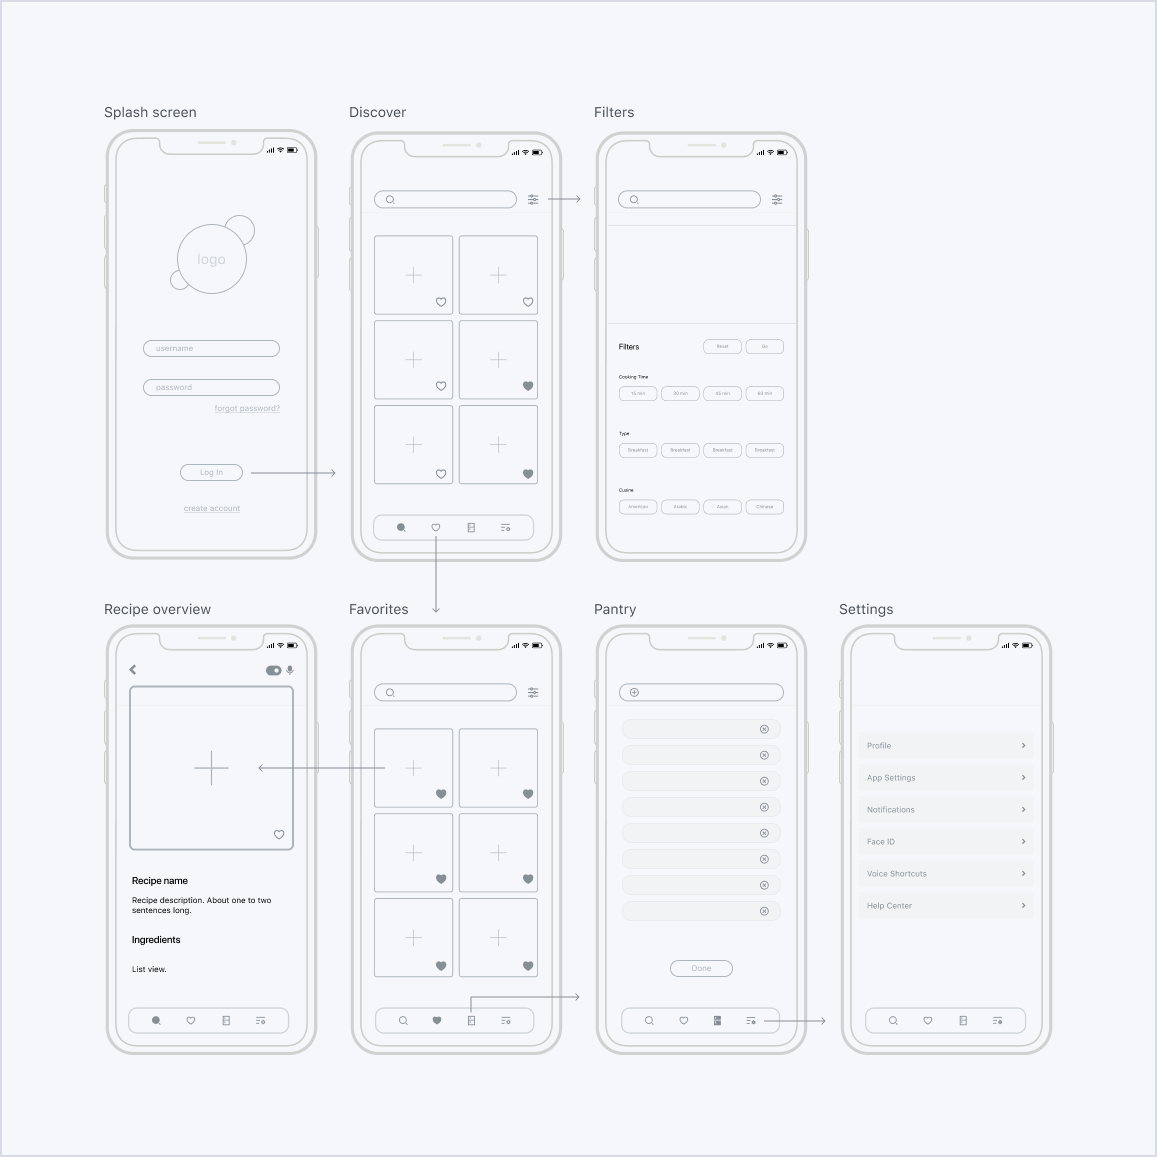 Splash screen
logo
username
password
forgot password?
Log In
create account
Discover
Filters
Filters
Reset
Go
Cooking Time
15 min
30 min
45 min
60 min
Type
Breakfast
Breakfast
Breakfast
Breakfast
Cusine
American
Arabic
Asian
Chinese
Recipe overview
Recipe name
Recipe description. About one to two
sentences long.
Ingredients
List view.
Favorites
Pantry
Done
Settings
Profile
App Settings
Notifications
Face ID
Voice Shortcuts
Help Center